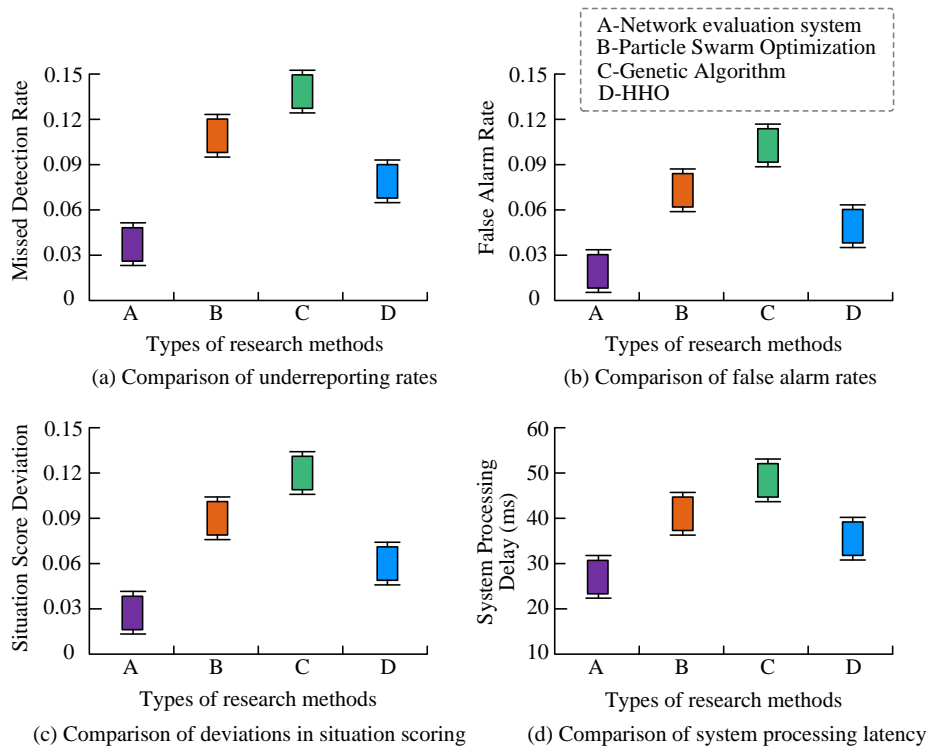 A-Network evaluation system
B-Particle Swarm Optimization
C-Genetic Algorithm
D-HHO
Missed Detection Rate
0.15
0.12
0.09
0.06
0.03
0
A B C D
Types of research methods
(a) Comparison of underreporting rates
False Alarm Rate
0.15
0.12
0.09
0.06
0.03
0
A B C D
Types of research methods
(b) Comparison of false alarm rates
Situation Score Deviation
0.15
0.12
0.09
0.06
0.03
0
A B C D
Types of research methods
(c) Comparison of deviations in situation scoring
System Processing
Delay (ms)
60
50
40
30
20
10
A B C D
Types of research methods
(d) Comparison of system processing latency